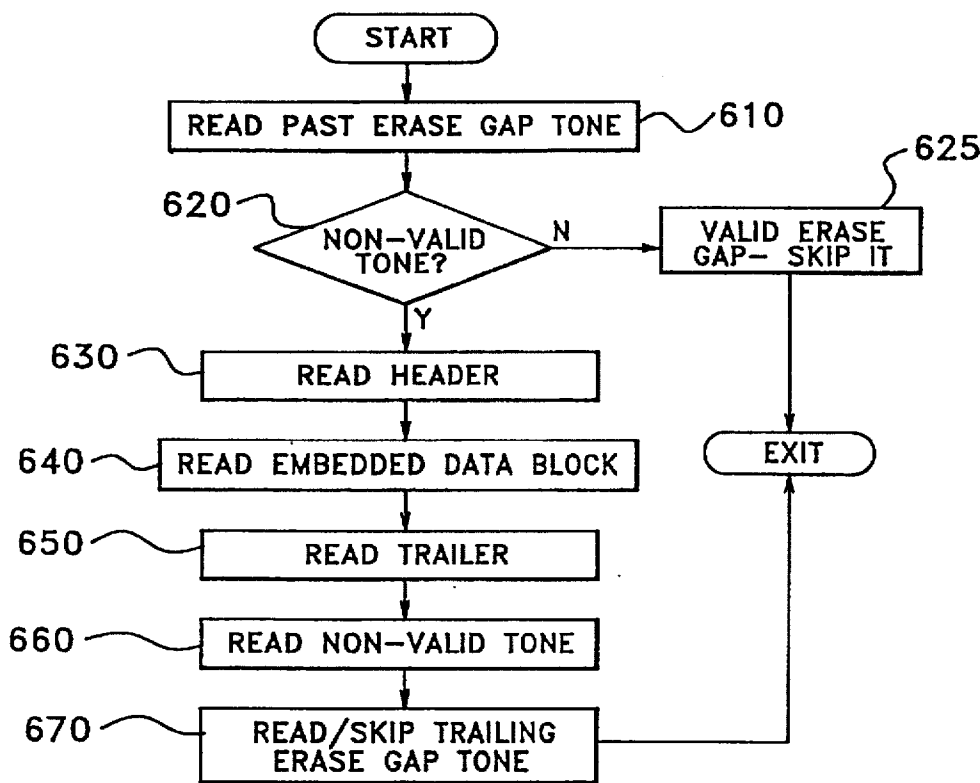 START
READ PAST ERASE GAP TONE
610
620
NON-VALID
TONE?
N
625
VALID ERASE
GAP- SKIP IT
Y
630
READ HEADER
640
READ EMBEDDED DATA BLOCK
EXIT
650
READ TRAILER
660
READ NON-VALID TONE
670
READ/SKIP TRAILING
ERASE GAP TONE